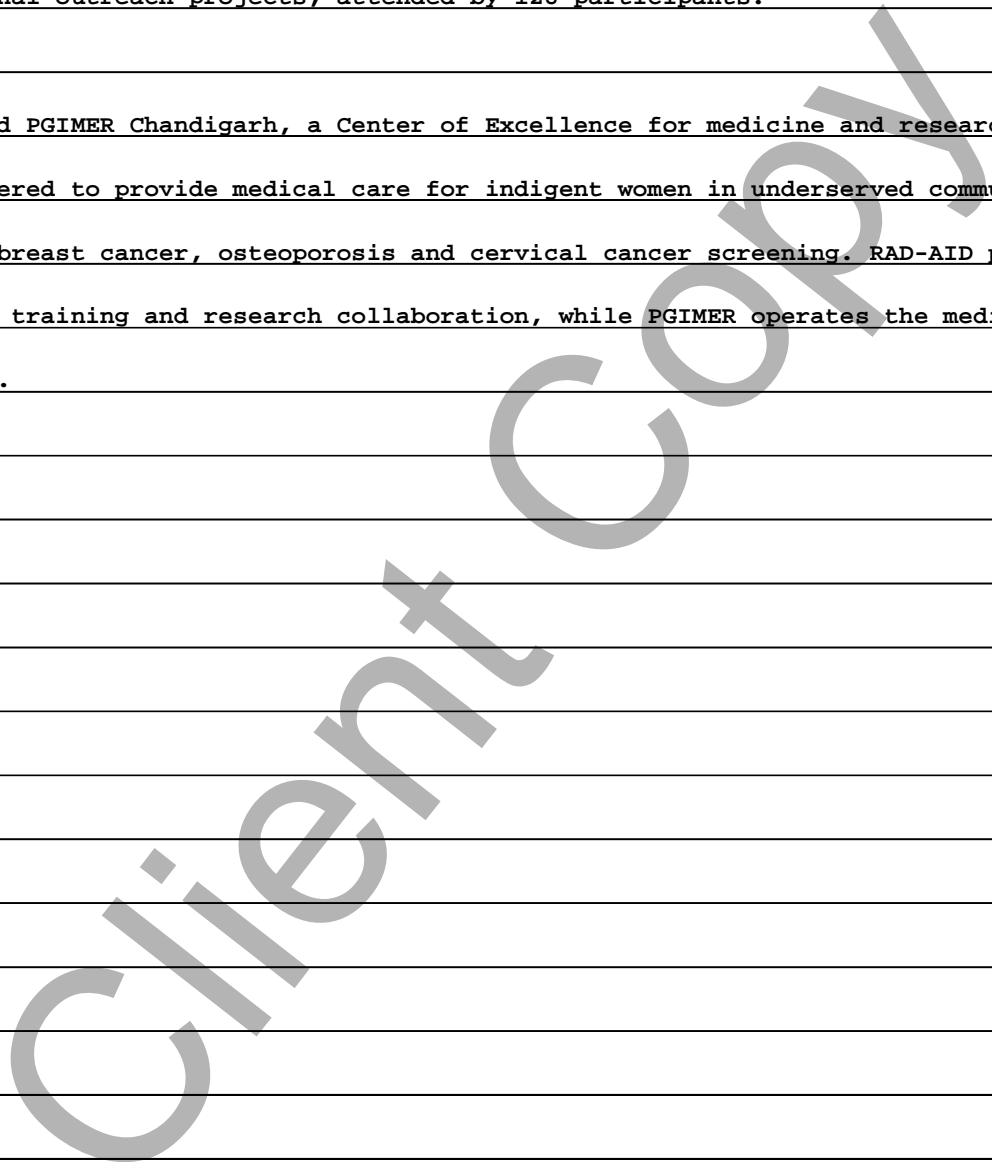 outreach projects, attended by 120 participants.
d PGIMER Chandigarh, a Center of Excellence for medicine and researc
ered to provide medical care for indigent women in underserved commu
breast cancer, osteoporosis and cervical cancer screening. RAD-AID p
training and research collaboration, while PGIMER operates the medi
.
Client Copy